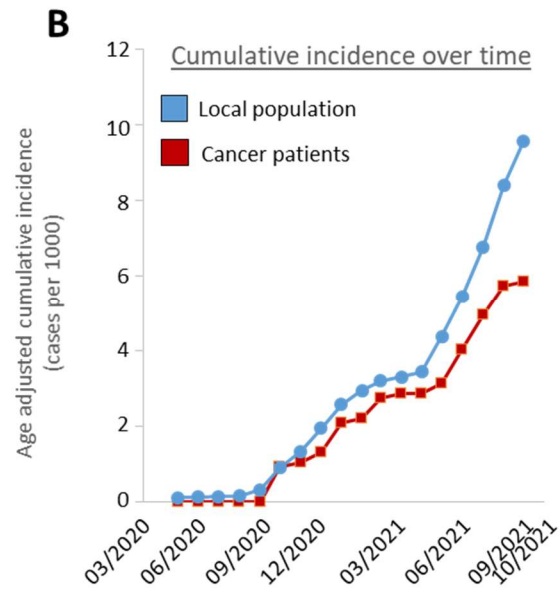 B
Cumulative incidence over time
Local population
Cancer patients
Age adjusted cumulative incidence
(cases per 1000)
12
10
8
6
4
2
0
03/2020
06/2020
09/2020
12/2020
03/2021
06/2021
09/2021
10/2021